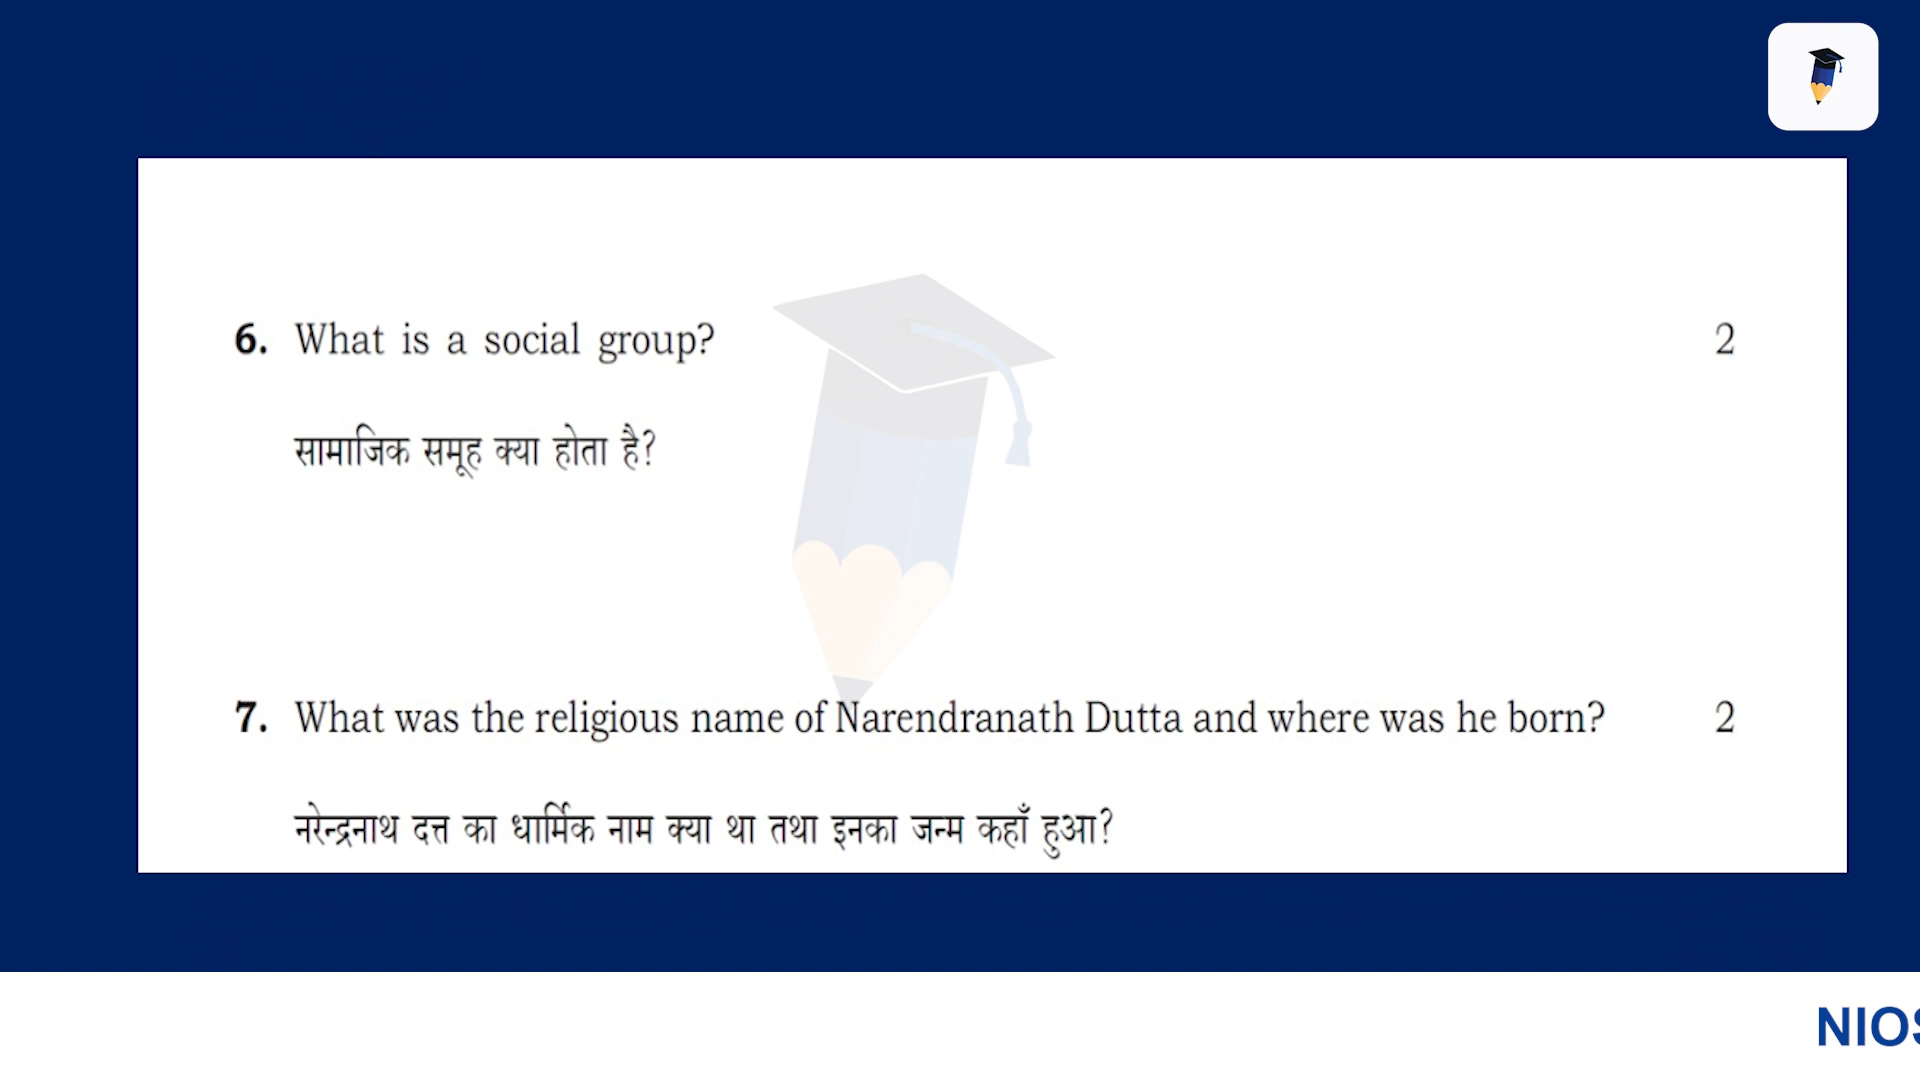 6. What is a social group? 2
सामाजिक समूह क्या होता है?
7. What was the religious name of Narendranath Dutta and where was he born? 2
नरेन्द्रनाथ दत्त का धार्मिक नाम क्या था तथा इनका जन्म कहाँ हुआ?
NIOS